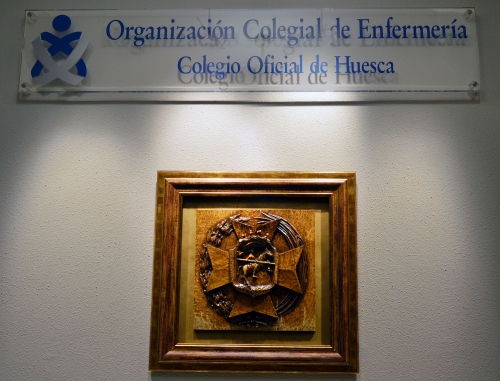 Organización Colegial de Enfermería
Colegio Oficial de Huesca